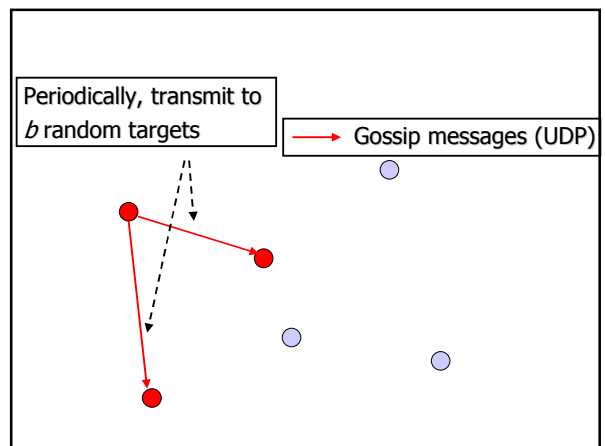 Periodically, transmit to
b random targets
Gossip messages (UDP)